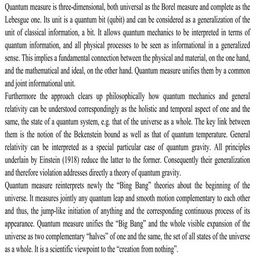 Quantum measure is three-dimensional, both universal as the Borel measure and complete as the
Lebesgue one. Its unit is a quantum bit (qubit) and can be considered as a generalization of the
unit of classical information, a bit. It allows quantum mechanics to be interpreted in terms of
quantum information, and all physical processes to be seen as informational in a generalized
sense. This implies a fundamental connection between the physical and material, on the one hand,
and the mathematical and ideal, on the other hand. Quantum measure unifies them by a common
and joint informational unit.
Furthermore the approach clears up philosophically how quantum mechanics and general
relativity can be understood correspondingly as the holistic and temporal aspect of one and the
same, the state of a quantum system, e.g. that of the universe as a whole. The key link between
them is the notion of the Bekenstein bound as well as that of quantum temperature. General
relativity can be interpreted as a special particular case of quantum gravity. All principles
underlain by Einstein (1918) reduce the latter to the former. Consequently their generalization
and therefore violation addresses directly a theory of quantum gravity.
Quantum measure reinterprets newly the “Bing Bang” theories about the beginning of the
universe. It measures jointly any quantum leap and smooth motion complementary to each other
and thus, the jump-like initiation of anything and the corresponding continuous process of its
appearance. Quantum measure unifies the “Big Bang” and the whole visible expansion of the
universe as two complementary “halves” of one and the same, the set of all states of the universe
as a whole. It is a scientific viewpoint to the “creation from nothing”.